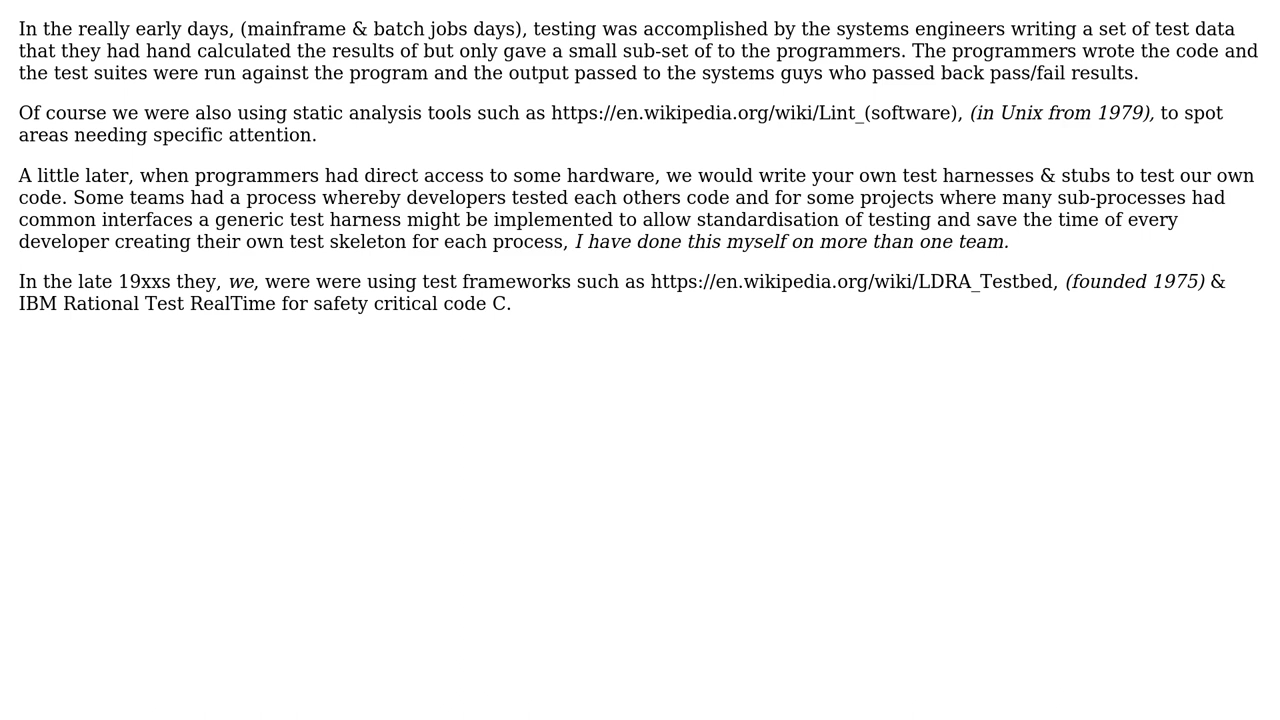 In the really early days, (mainframe & batch jobs days), testing was accomplished by the systems engineers writing a set of test data
that they had hand calculated the results of but only gave a small sub-set of to the programmers. The programmers wrote the code and
the test suites were run against the program and the output passed to the systems guys who passed back pass/fail results.
Of course we were also using static analysis tools such as https://en.wikipedia.org/wiki/Lint_(software), (in Unix from 1979), to spot
areas needing specific attention.
A little later, when programmers had direct access to some hardware, we would write your own test harnesses & stubs to test our own
code. Some teams had a process whereby developers tested each others code and for some projects where many sub-processes had
common interfaces a generic test harness might be implemented to allow standardisation of testing and save the time of every
developer creating their own test skeleton for each process, I have done this myself on more than one team.
In the late 19xxs they, we, were were using test frameworks such as https://en.wikipedia.org/wiki/LDRA_Testbed, (founded 1975) &
IBM Rational Test RealTime for safety critical code C.